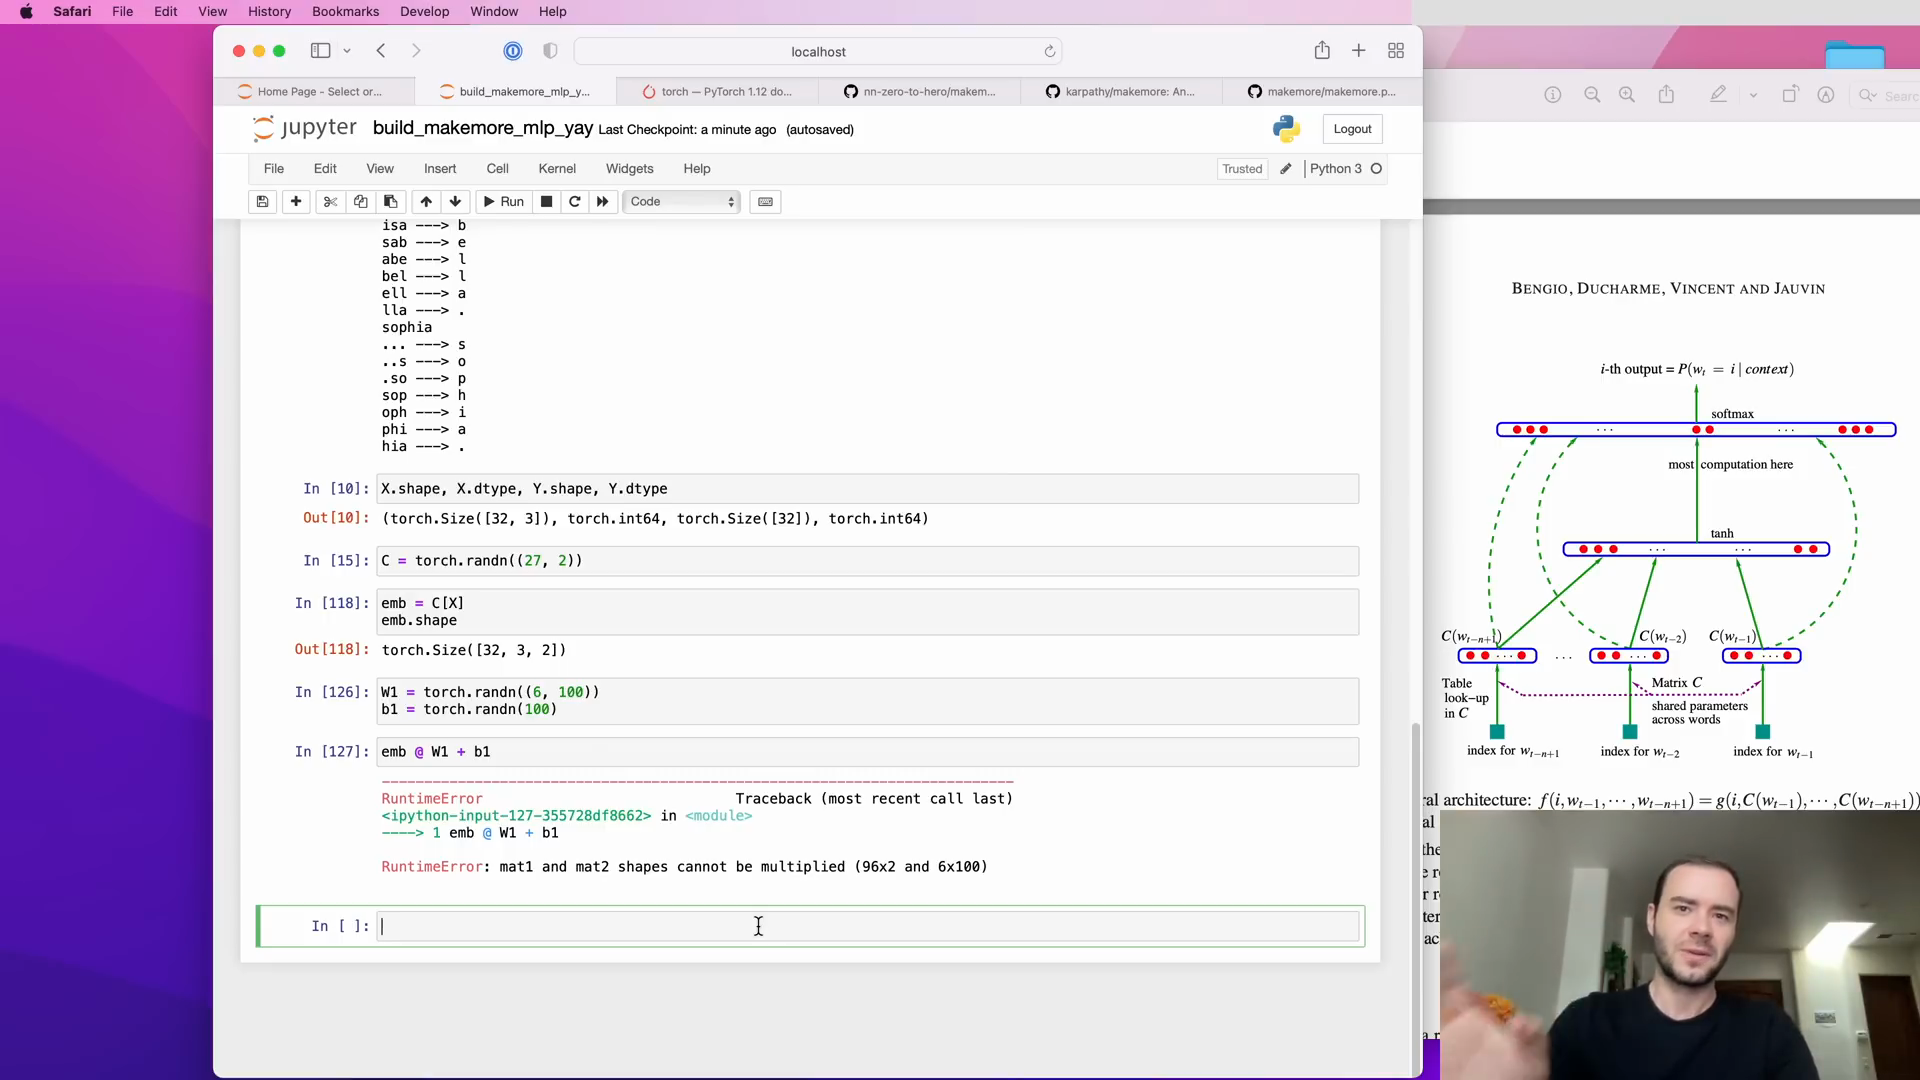 Safari File Edit View History Bookmarks Develop Window Help
localhost
Home Page - Select or...
build_makemore_mlp_y...
torch — PyTorch 1.12 do...
nn-zero-to-hero/makem...
karpathy/makemore: An...
makemore/makemore.p...
Search
jupyter build_makemore_mlp_yay Last Checkpoint: a minute ago (autosaved)
Logout
File Edit View Insert Cell Kernel Widgets Help
Trusted
Python 3
Run
Code
isa ---> b
sab ---> e
abe ---> l
bel ---> l
ell ---> a
lla ---> .
sophia
... ---> s
..s ---> o
.so ---> p
sop ---> h
oph ---> i
phi ---> a
hia ---> .
In [10]: X.shape, X.dtype, Y.shape, Y.dtype
Out[10]: (torch.Size([32, 3]), torch.int64, torch.Size([32]), torch.int64)
In [15]: C = torch.randn((27, 2))
In [118]: emb = C[X]
emb.shape
Out[118]: torch.Size([32, 3, 2])
In [126]: W1 = torch.randn((6, 100))
b1 = torch.randn(100)
In [127]: emb @ W1 + b1
---------------------------------------------------------------------------
RuntimeError Traceback (most recent call last)
<ipython-input-127-355728df8662> in <module>
----> 1 emb @ W1 + b1
RuntimeError: mat1 and mat2 shapes cannot be multiplied (96x2 and 6x100)
In [ ]:
BENGIO, DUCHARME, VINCENT AND JAUVIN
i-th output = P(w_t = i | context)
softmax
. . . . . .
most computation here
tanh
. . . . . .
C(w_{t−n+1}) C(w_{t−2}) C(w_{t−1})
. . . . . . . . . . . .
Table
look−up
in C
Matrix C
shared parameters
across words
index for w_{t−n+1} index for w_{t−2} index for w_{t−1}
ral architecture: f(i,w_{t−1},···,w_{t−n+1}) = g(i,C(w_{t−1}),···,C(w_{t−n+1}))
al
the